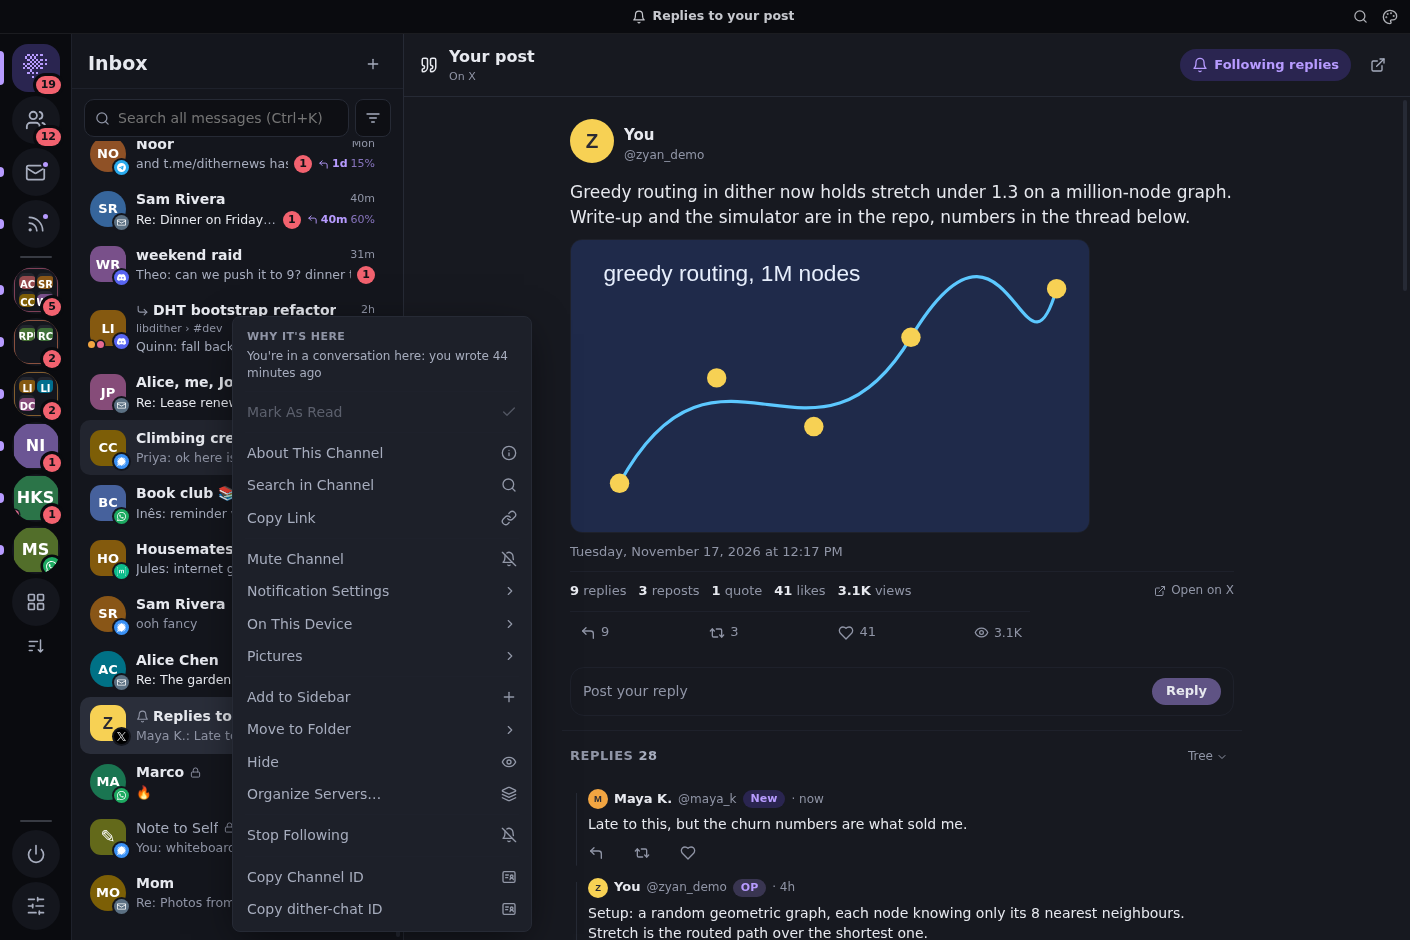 Replies to your post
Inbox
Search all messages (Ctrl+K)
19
12
AC SR
CC
5
RP RC
2
LI LI
DC
2
NI
1
HKS
1
MS
NO
Noor
Mon
and t.me/dithernews has
1
1d 15%
SR
Sam Rivera
40m
Re: Dinner on Friday…
1
40m 60%
WR
weekend raid
31m
Theo: can we push it to 9? dinner
1
LI
DHT bootstrap refactor
2h
libdither › #dev
Quinn: fall back
JP
Alice, me, Jo
Re: Lease renew
CC
Climbing cre
Priya: ok here is
BC
Book club 📚
Inês: reminder
HO
Housemates
Jules: internet g
SR
Sam Rivera
ooh fancy
AC
Alice Chen
Re: The garden
Z
Replies to
Maya K.: Late to
MA
Marco
🔥
Note to Self
You: whiteboard
MO
Mom
Re: Photos from
WHY IT'S HERE
You're in a conversation here: you wrote 44
minutes ago
Mark As Read
About This Channel
Search in Channel
Copy Link
Mute Channel
Notification Settings
On This Device
Pictures
Add to Sidebar
Move to Folder
Hide
Organize Servers…
Stop Following
Copy Channel ID
Copy dither-chat ID
Your post
On X
Following replies
Z
You
@zyan_demo
Greedy routing in dither now holds stretch under 1.3 on a million-node graph.
Write-up and the simulator are in the repo, numbers in the thread below.
greedy routing, 1M nodes
Tuesday, November 17, 2026 at 12:17 PM
9 replies 3 reposts 1 quote 41 likes 3.1K views
Open on X
9
3
41
3.1K
Post your reply
Reply
REPLIES 28
Tree
M
Maya K. @maya_k New · now
Late to this, but the churn numbers are what sold me.
Z
You @zyan_demo OP · 4h
Setup: a random geometric graph, each node knowing only its 8 nearest neighbours.
Stretch is the routed path over the shortest one.